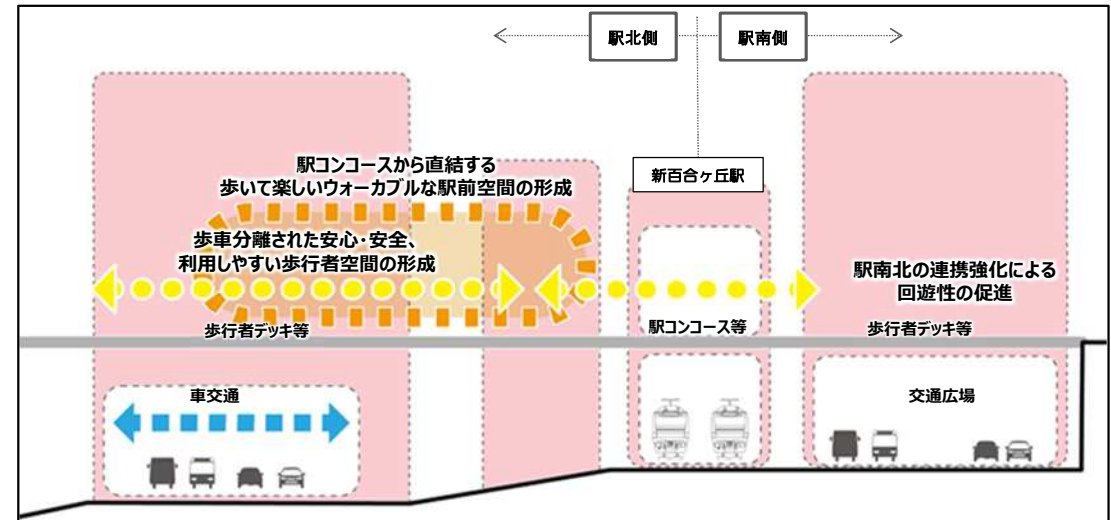 駅北側
駅南側
新百合ヶ丘駅
駅コンコースから直結する
歩いて楽しいウォーカブルな駅前空間の形成
歩車分離された安心・安全、
利用しやすい歩行者空間の形成
駅南北の連携強化による
回遊性の促進
歩行者デッキ等
駅コンコース等
歩行者デッキ等
車交通
交通広場